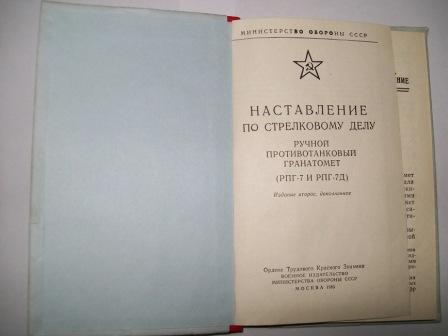 МИНИСТЕРСТВО ОБОРОНЫ СССР
НАСТАВЛЕНИЕ
ПО СТРЕЛКОВОМУ ДЕЛУ
РУЧНОЙ
ПРОТИВОТАНКОВЫЙ
ГРАНАТОМЕТ
(РПГ-7 И РПГ-7Д)
Издание второе, дополненное
Ордена Трудового Красного Знамени
ВОЕННОЕ ИЗДАТЕЛЬСТВО
МИНИСТЕРСТВА ОБОРОНЫ СССР
МОСКВА